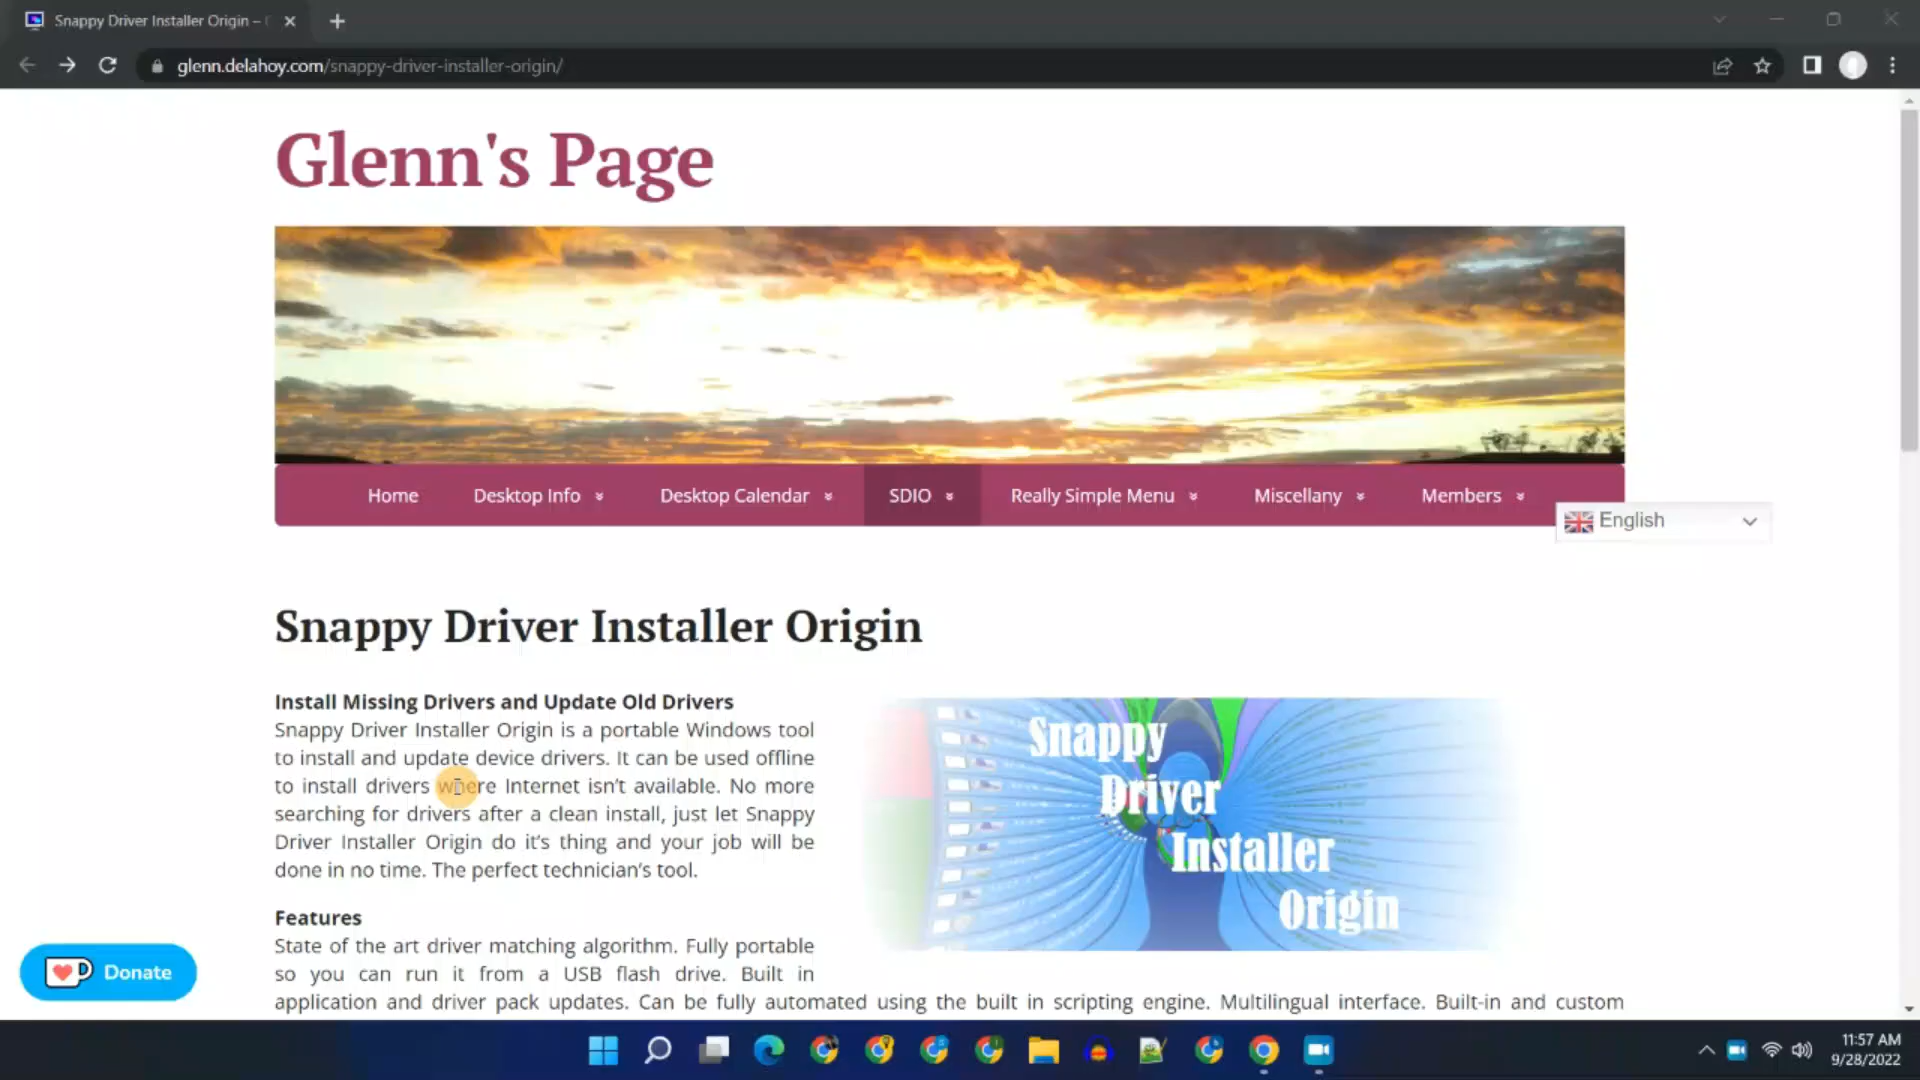 Snappy Driver Installer Origin –
glenn.delahoy.com/snappy-driver-installer-origin/
Glenn's Page
Home Desktop Info Desktop Calendar SDIO Really Simple Menu Miscellany Members
English
Snappy Driver Installer Origin
Install Missing Drivers and Update Old Drivers
Snappy Driver Installer Origin is a portable Windows tool
to install and update device drivers. It can be used offline
to install drivers where Internet isn't available. No more
searching for drivers after a clean install, just let Snappy
Driver Installer Origin do it's thing and your job will be
done in no time. The perfect technician's tool.
Snappy
Driver
Installer
Origin
Features
State of the art driver matching algorithm. Fully portable
so you can run it from a USB flash drive. Built in
application and driver pack updates. Can be fully automated using the built in scripting engine. Multilingual interface. Built-in and custom
Donate
11:57 AM
9/28/2022